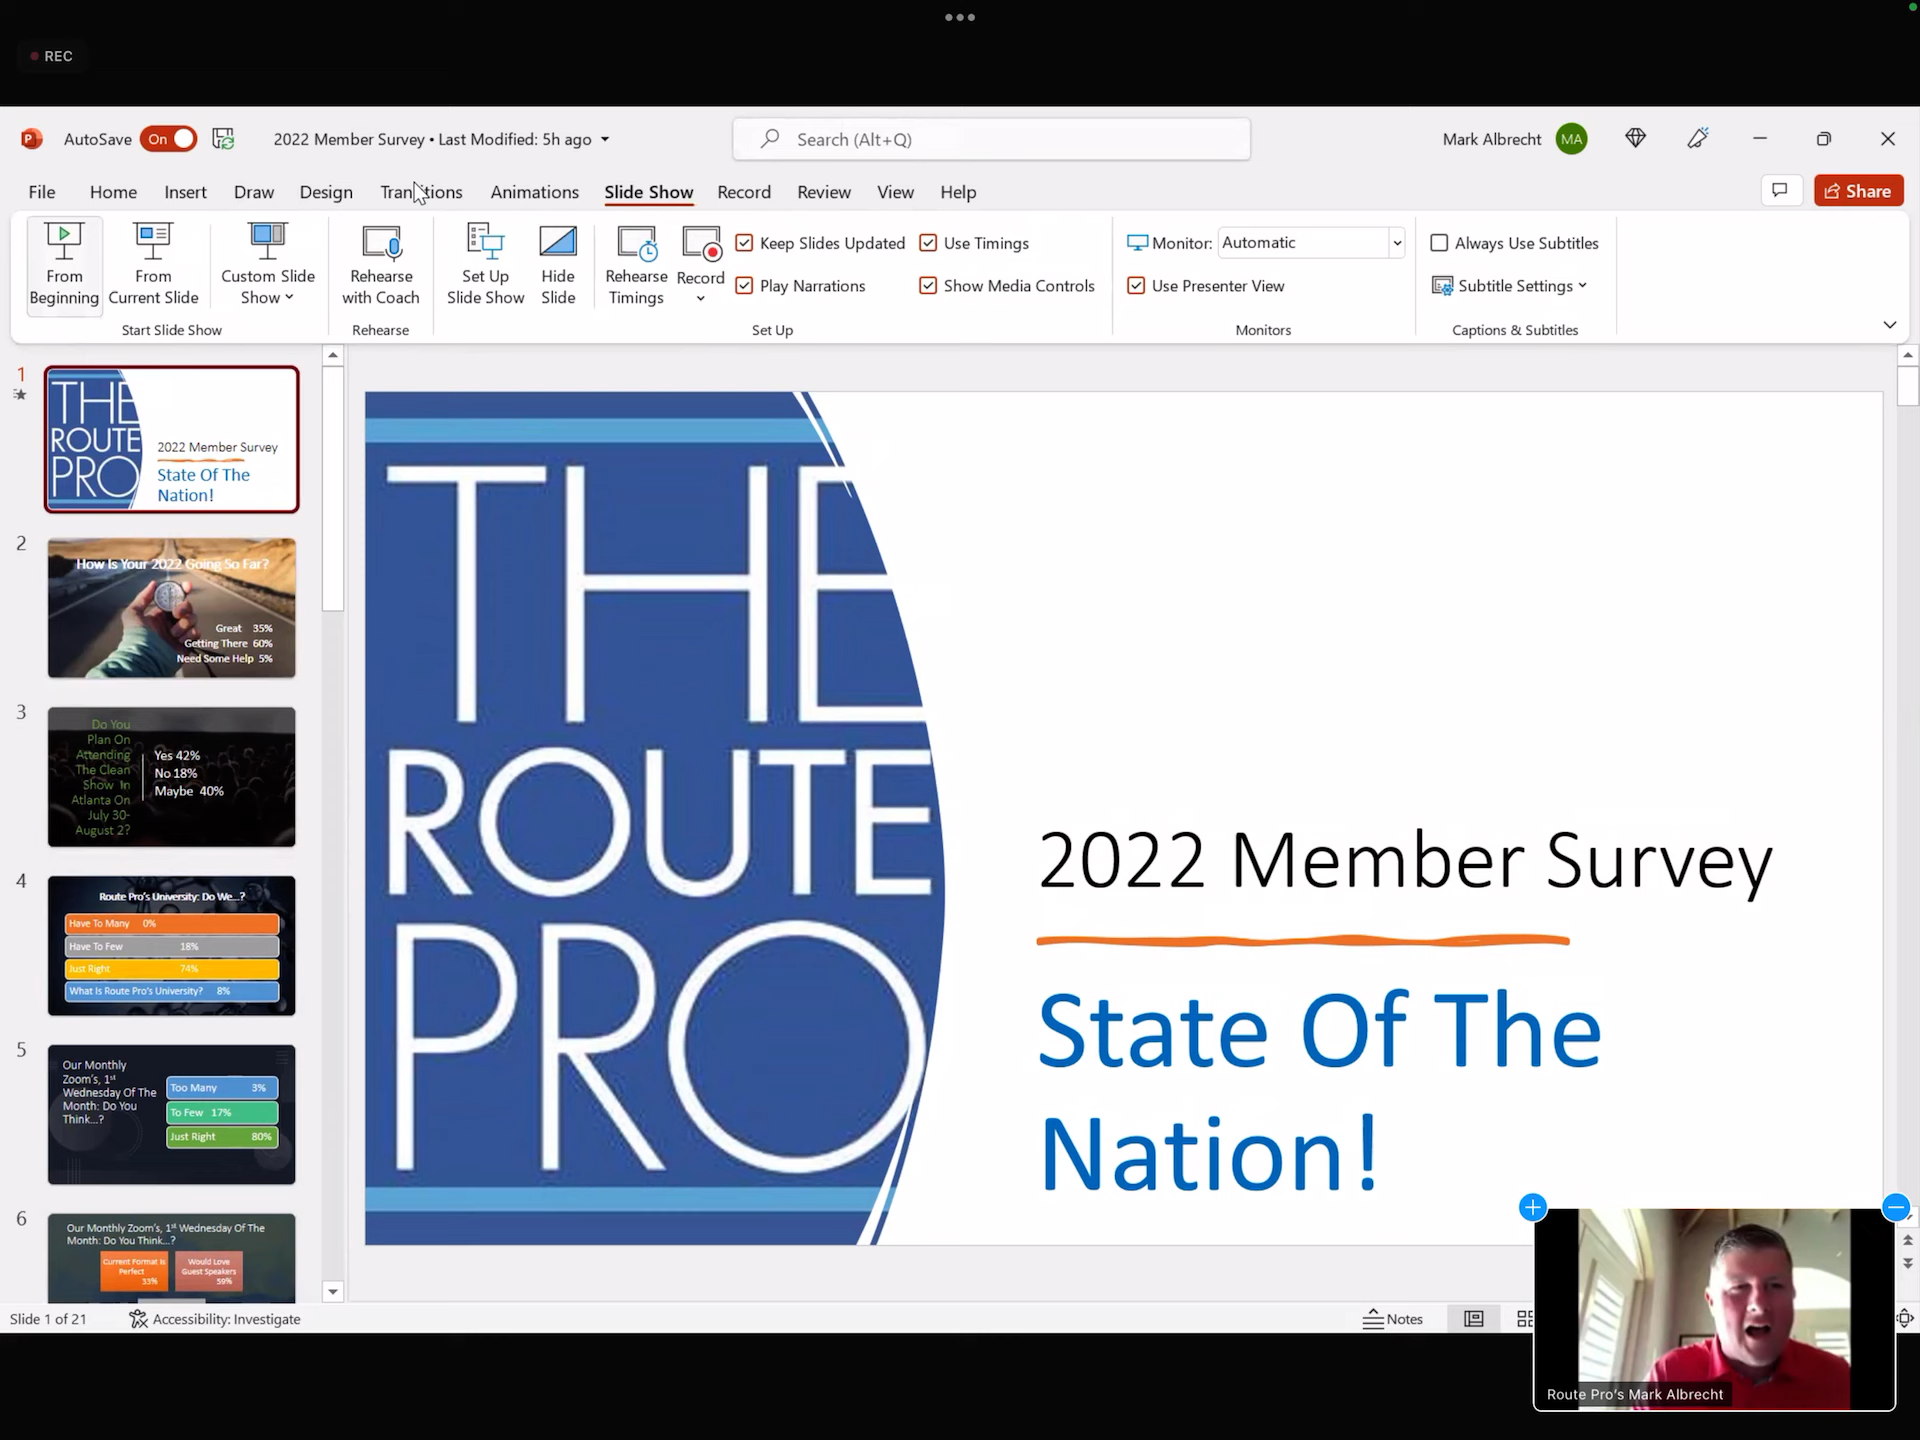 REC
AutoSave On
2022 Member Survey • Last Modified: 5h ago
Search (Alt+Q)
Mark Albrecht MA
File Home Insert Draw Design Transitions Animations Slide Show Record Review View Help
Share
From Beginning
From Current Slide
Custom Slide Show
Start Slide Show
Rehearse with Coach
Rehearse
Set Up Slide Show
Hide Slide
Rehearse Timings
Record
Keep Slides Updated
Use Timings
Play Narrations
Show Media Controls
Set Up
Monitor: Automatic
Use Presenter View
Monitors
Always Use Subtitles
Subtitle Settings
Captions & Subtitles
1
THE
ROUTE
PRO
2022 Member Survey
State Of The
Nation!
2
How Is Your 2022 Going So Far?
Great 35%
Getting There 60%
Need Some Help 5%
3
Do You
Plan On
Attending
The Clean
Show In
Atlanta On
July 30-
August 2?
Yes 42%
No 18%
Maybe 40%
4
Route Pro's University: Do We...?
Have To Many 0%
Have To Few 18%
Just Right 74%
What Is Route Pro's University? 8%
5
Our Monthly
Zoom's, 1st
Wednesday Of The
Month: Do You
Think...?
Too Many 3%
To Few 17%
Just Right 80%
6
Our Monthly Zoom's, 1st Wednesday Of The
Month: Do You Think...?
Current Format Is
Perfect
33%
Would Love
Guest Speakers
59%
THE
ROUTE
PRO
2022 Member Survey
State Of The
Nation!
Slide 1 of 21
Accessibility: Investigate
Notes
Route Pro's Mark Albrecht